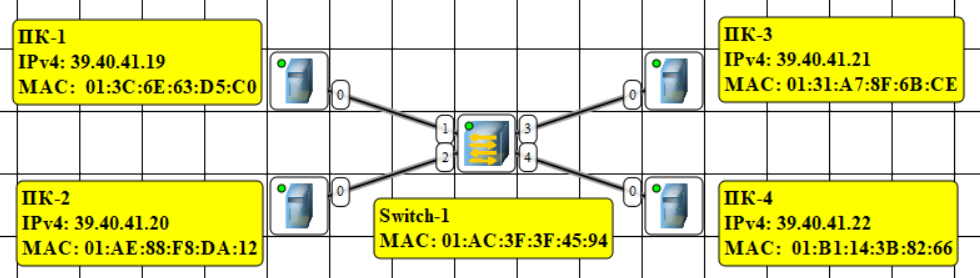 ПК-1
IPv4: 39.40.41.19
MAC: 01:3C:6E:63:D5:C0
0
1
2
0
ПК-2
IPv4: 39.40.41.20
MAC: 01:AE:88:F8:DA:12
Switch-1
MAC: 01:AC:3F:3F:45:94
ПК-3
IPv4: 39.40.41.21
MAC: 01:31:A7:8F:6B:CE
0
3
4
0
ПК-4
IPv4: 39.40.41.22
MAC: 01:B1:14:3B:82:66